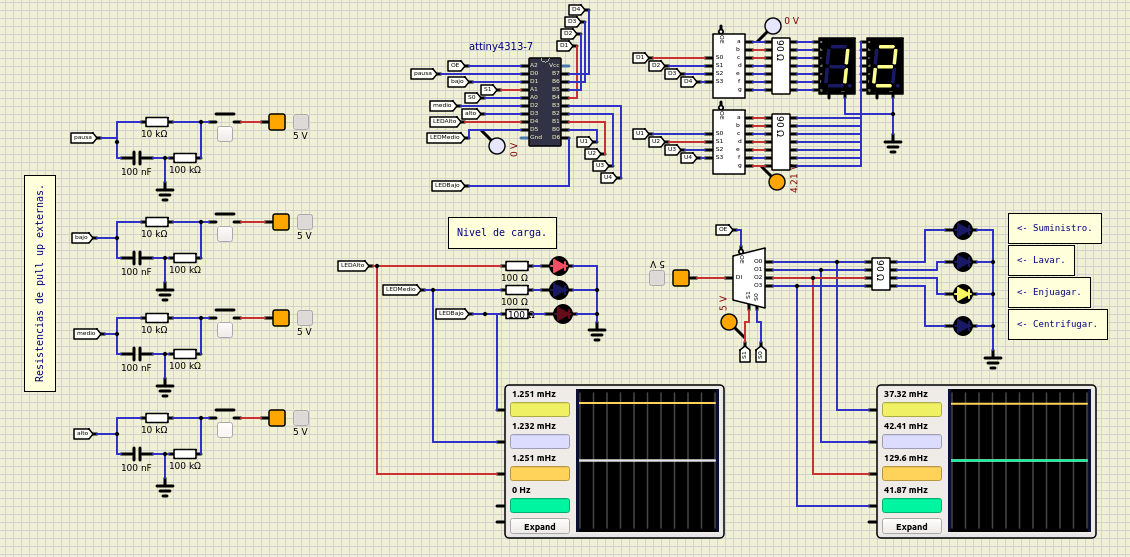 D4
D3
D2
D1
attiny4313-7
OE
pausa
bajo
S1
S0
medio
alto
LEDAlto
LEDMedio
LEDBajo
A2
D0
D1
A1
A0
D2
D3
D4
D5
Gnd
Vcc
B7
B6
B5
B4
B3
B2
B1
B0
D6
0 V
U1
U2
U3
U4
0 V
OE
D1
D2
D3
D4
S0
S1
S2
S3
a
b
c
d
e
f
g
90 Ω
12
OE
U1
U2
U3
U4
S0
S1
S2
S3
a
b
c
d
e
f
g
90 Ω
4.21
Resistencias de pull up externas.
pausa
10 kΩ
100 nF
100 kΩ
5 V
bajo
10 kΩ
100 nF
100 kΩ
5 V
medio
10 kΩ
100 nF
100 kΩ
5 V
alto
10 kΩ
100 nF
100 kΩ
5 V
Nivel de carga.
LEDAlto
100 Ω
LEDMedio
100 Ω
LEDBajo
100 Ω
OE
5 V
OE
DI
O0
O1
O2
O3
S1
S0
5 V
S1
S0
90 Ω
<- Suministro.
<- Lavar.
<- Enjuagar.
<- Centrifugar.
1.251 mHz
1.232 mHz
1.251 mHz
0 Hz
Expand
37.32 mHz
42.41 mHz
129.6 mHz
41.87 mHz
Expand